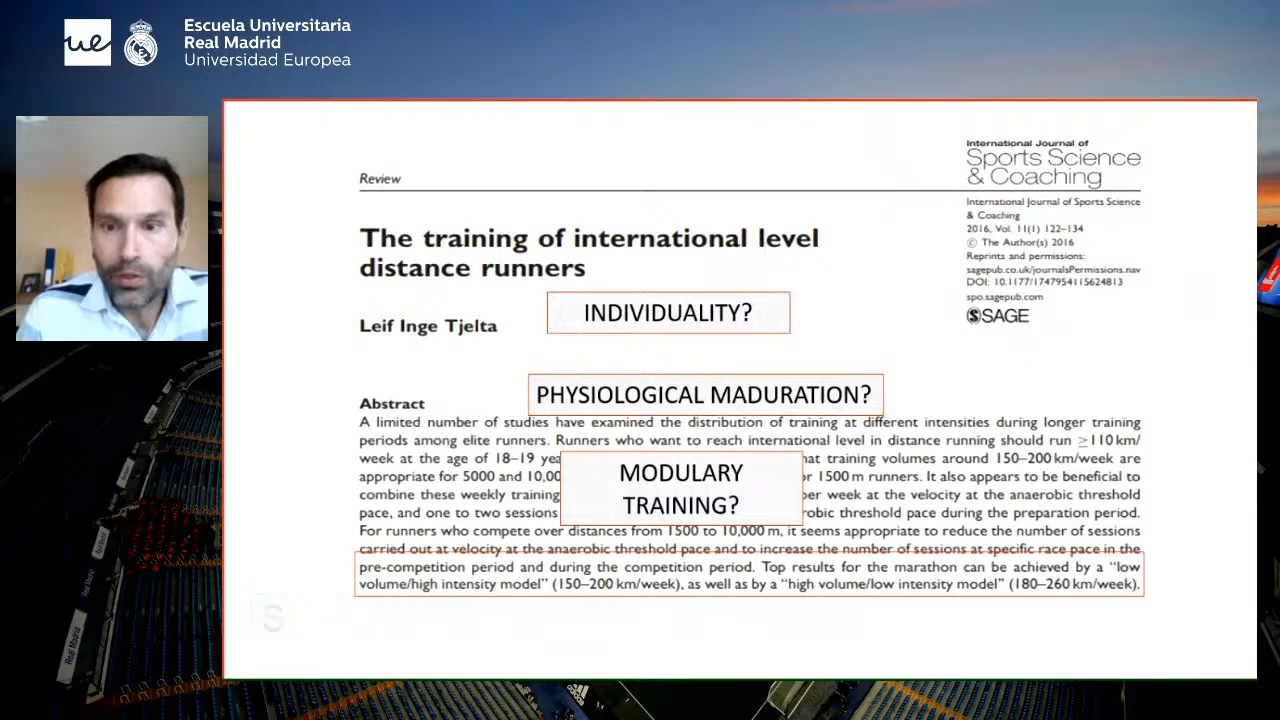 ue
Escuela Universitaria
Real Madrid
Universidad Europea
Review
International Journal of
Sports Science
& Coaching
International Journal of Sports Science
& Coaching
2016, Vol. 11(1) 122–134
© The Author(s) 2016
Reprints and permissions:
sagepub.co.uk/journalsPermissions.nav
DOI: 10.1177/1747954115624813
spo.sagepub.com
SAGE
The training of international level
distance runners
INDIVIDUALITY?
Leif Inge Tjelta
PHYSIOLOGICAL MADURATION?
Abstract
A limited number of studies have examined the distribution of training at different intensities during longer training
periods among elite runners. Runners who want to reach international level in distance running should run ≥110 km/
week at the age of 18–19 training volumes around 150–200 km/week are
appropriate for 5000 and 1500 m runners. It also appears to be beneficial to
combine these weekly training per week at the velocity at the anaerobic threshold
pace, and one to two sessions threshold pace during the preparation period.
MODULARY
TRAINING?
For runners who compete over distances from 1500 to 10,000 m, it seems appropriate to reduce the number of sessions
carried out at velocity at the anaerobic threshold pace and to increase the number of sessions at specific race pace in the
pre-competition period and during the competition period. Top results for the marathon can be achieved by a “low
volume/high intensity model” (150–200 km/week), as well as by a “high volume/low intensity model” (180–260 km/week).
S
Real Madrid
Real Madrid
Real Madrid